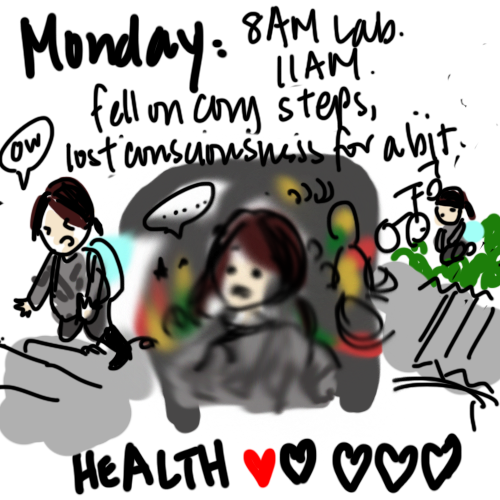 Monday: 8AM Lab.
11AM.
fell on cory steps,
lost consciousness for a bit.
OW
.....
HEALTH